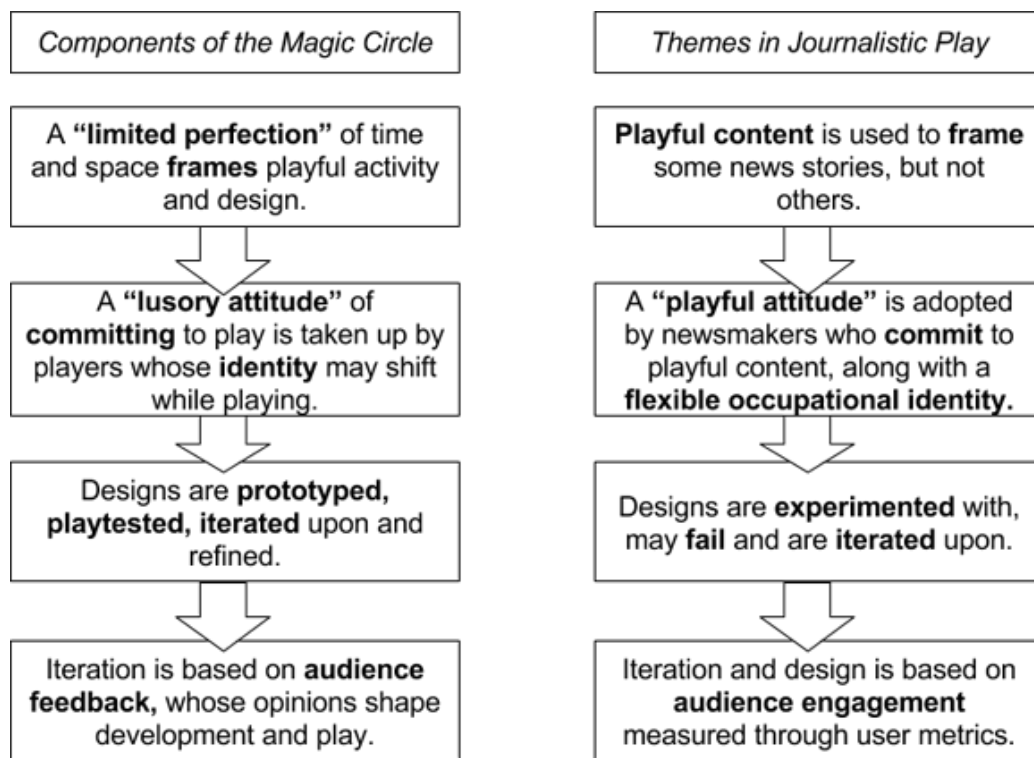 Components of the Magic Circle
A “limited perfection” of time
and space frames playful activity
and design.
A “lusory attitude” of
committing to play is taken up by
players whose identity may shift
while playing.
Designs are prototyped,
playtested, iterated upon and
refined.
Iteration is based on audience
feedback, whose opinions shape
development and play.
Themes in Journalistic Play
Playful content is used to frame
some news stories, but not
others.
A “playful attitude” is adopted
by newsmakers who commit to
playful content, along with a
flexible occupational identity.
Designs are experimented with,
may fail and are iterated upon.
Iteration and design is based on
audience engagement
measured through user metrics.